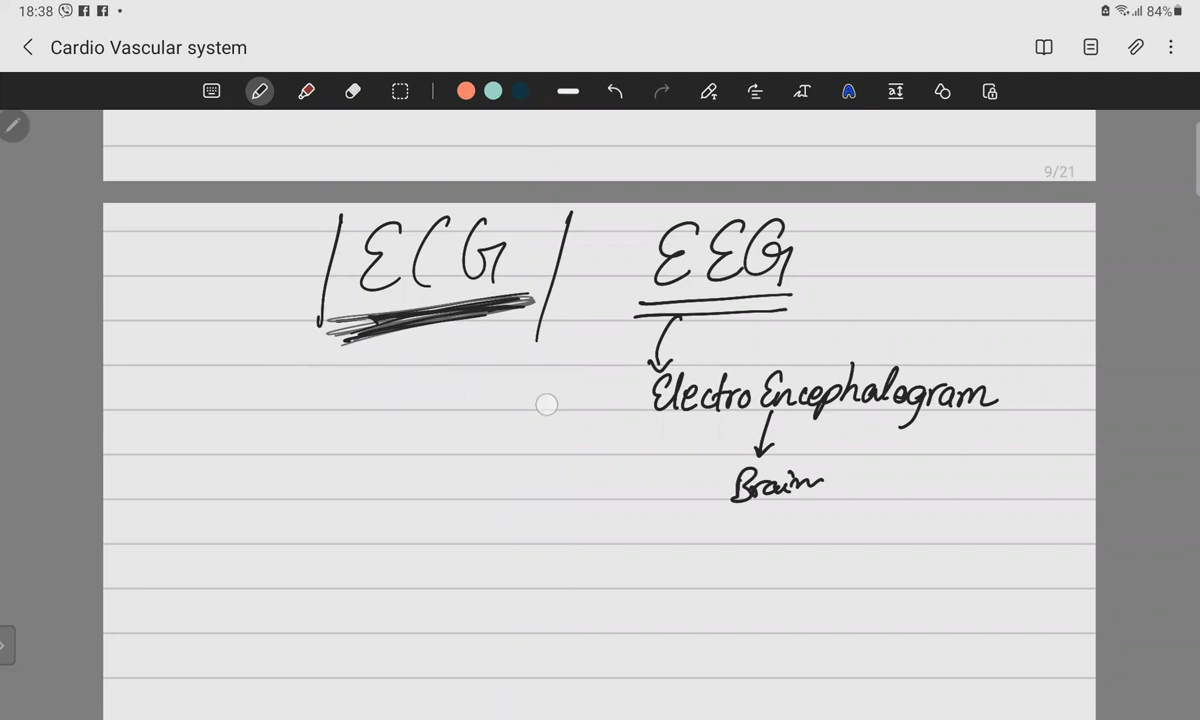 18:38
84%
Cardio Vascular system
9/21
ECG EEG
Electro Encephalogram
Brain